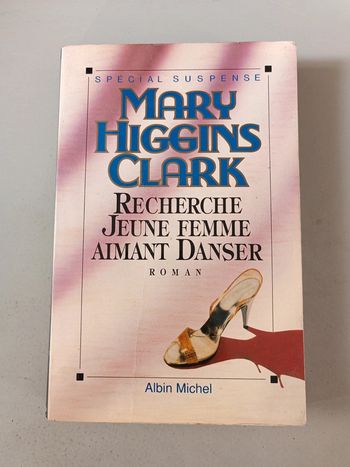 SPECIAL SUSPENSE
MARY
HIGGINS
CLARK
RECHERCHE
JEUNE FEMME
AIMANT DANSER
ROMAN
Albin Michel